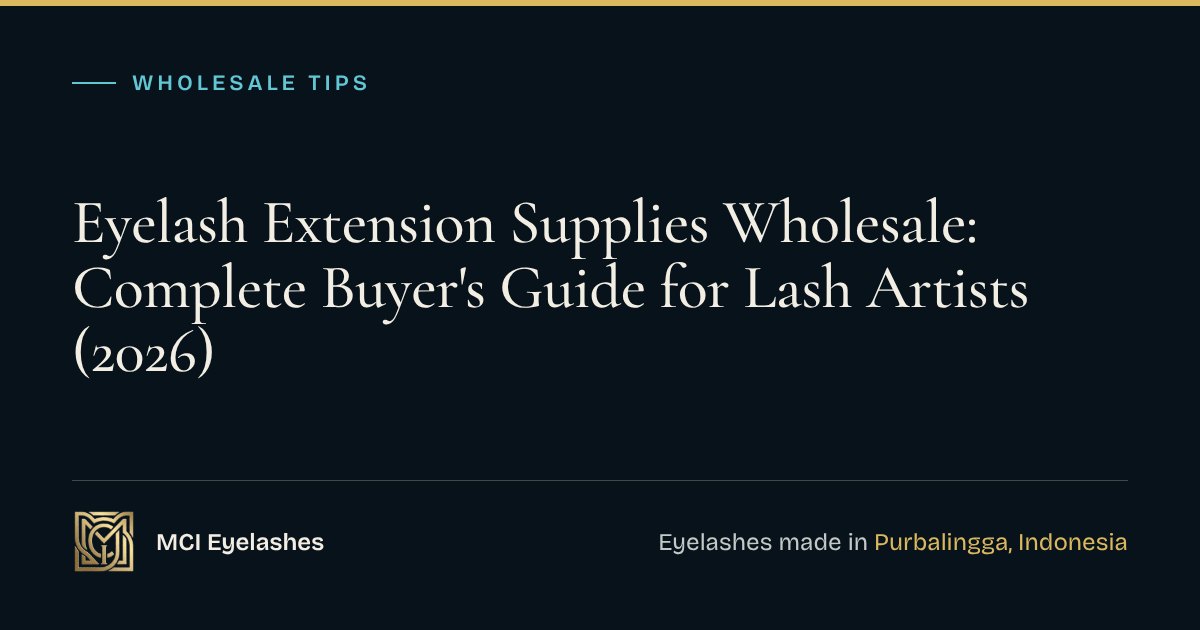 WHOLESALE TIPS
Eyelash Extension Supplies Wholesale:
Complete Buyer's Guide for Lash Artists
(2026)
MCI Eyelashes
Eyelashes made in Purbalingga, Indonesia